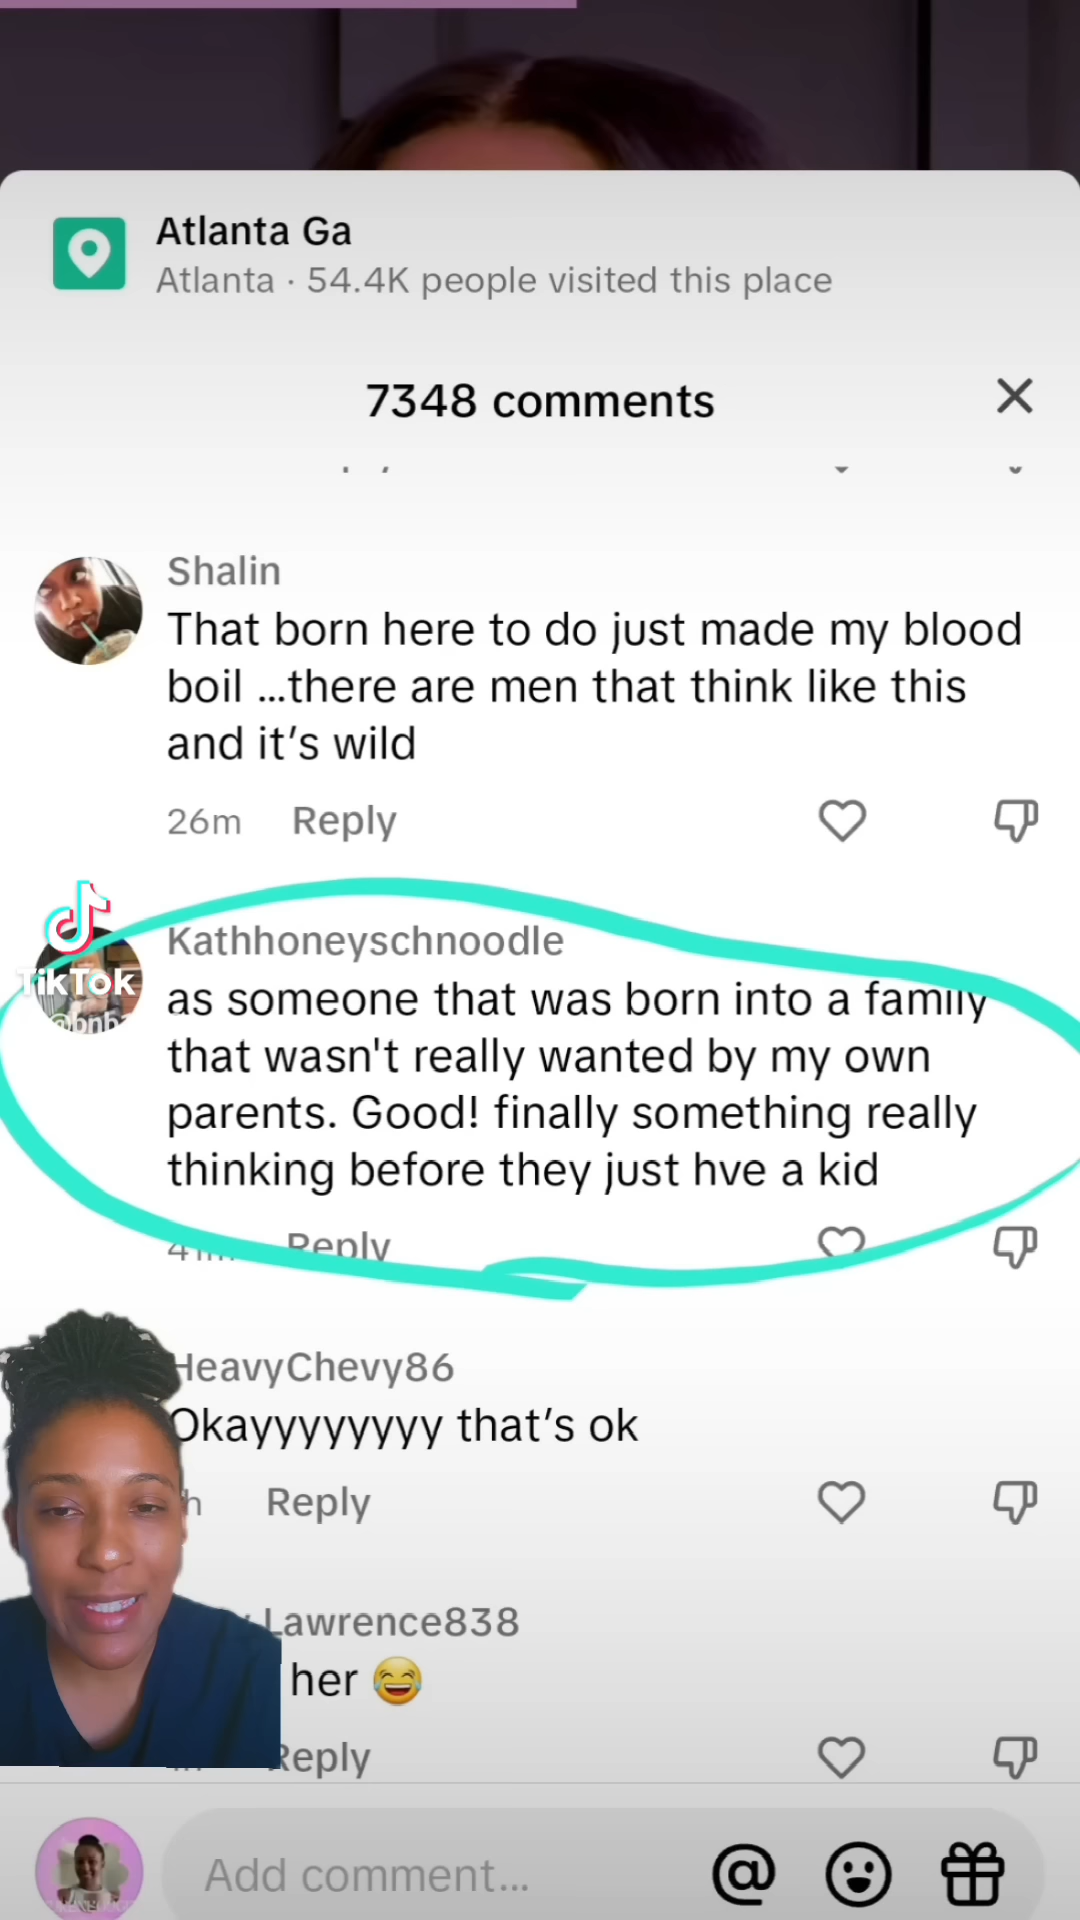 Atlanta Ga
Atlanta · 54.4K people visited this place
7348 comments
Shalin
That born here to do just made my blood
boil ...there are men that think like this
and it's wild
26m Reply
TikTok
Kathhoneyschnoodle
as someone that was born into a family
that wasn't really wanted by my own
parents. Good! finally something really
thinking before they just hve a kid
Reply
HeavyChevy86
Okayyyyyyyy that's ok
h Reply
Lawrence838
her 😂
Reply
Add comment...